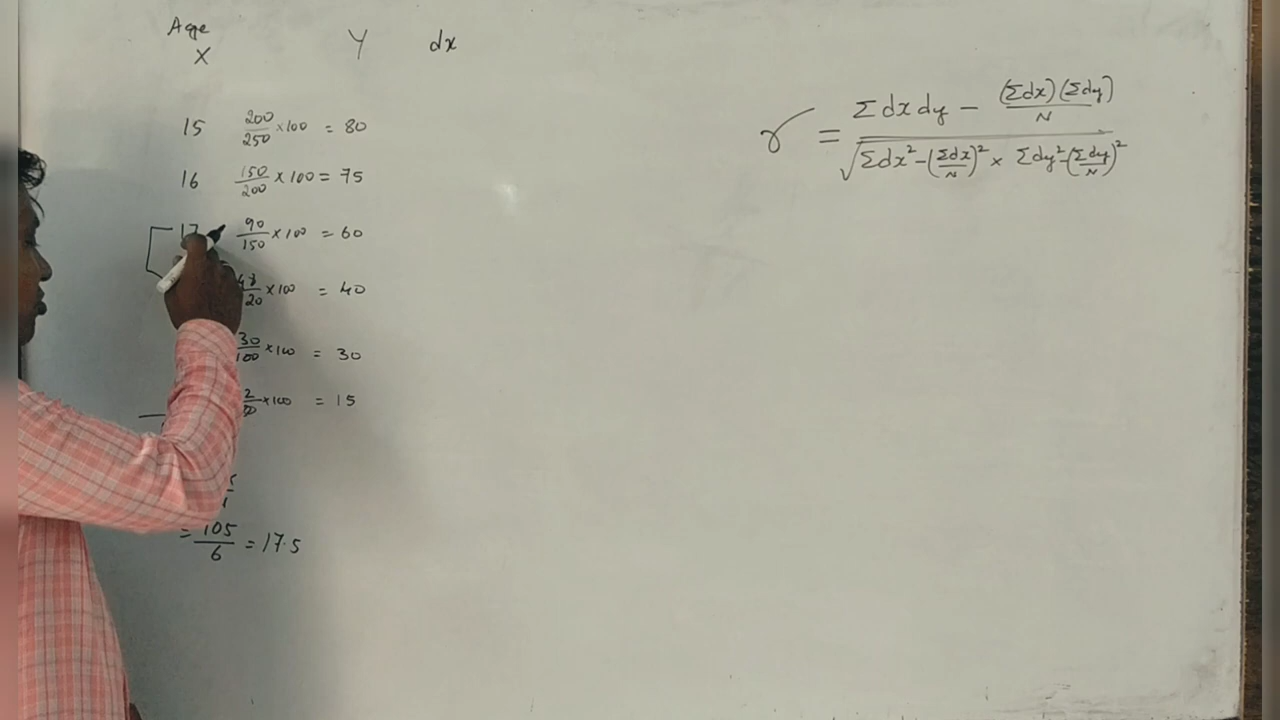 Age
X Y dx
15 200/250 ×100 = 80
16 150/200 × 100 = 75
17 90/150 ×100 = 60
×100 = 40
30/100 ×100 = 30
×100 = 15
= 105/6 = 17.5
r = Σdxdy − (Σdx)(Σdy)/N
√Σdx² − (Σdx/N)² × Σdy² − (Σdy/N)²